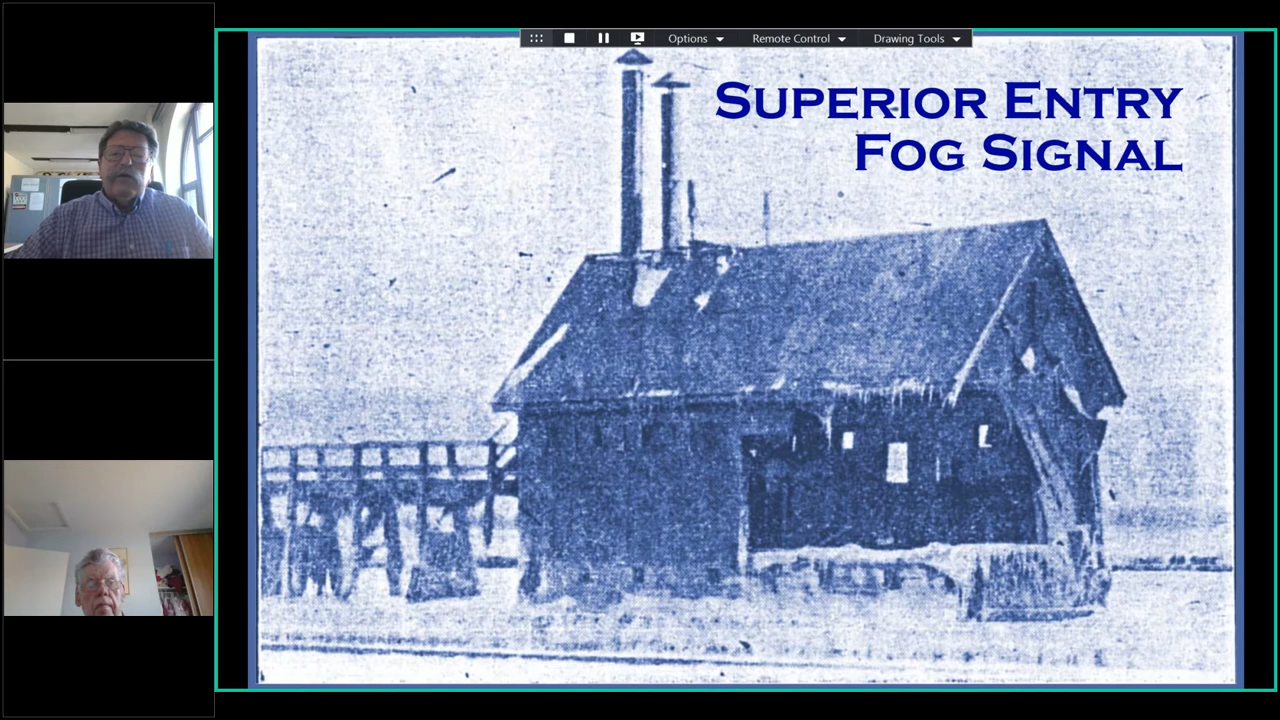 Options
Remote Control
Drawing Tools
SUPERIOR ENTRY
FOG SIGNAL